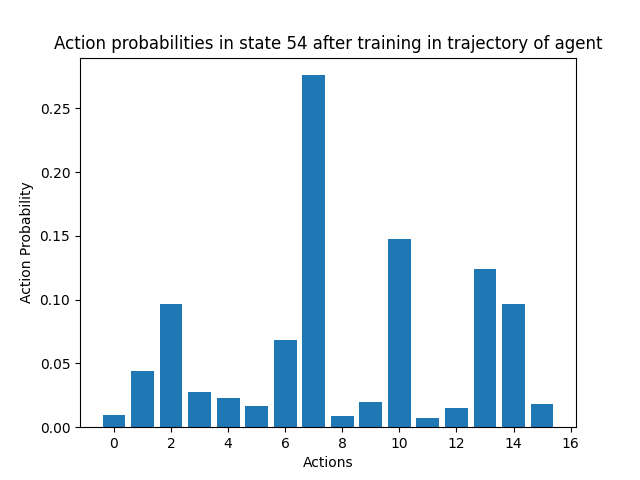 Action probabilities in state 54 after training in trajectory of agent
0.25
0.20
0.15
0.10
0.05
0.00
Action Probability
0 2 4 6 8 10 12 14 16
Actions